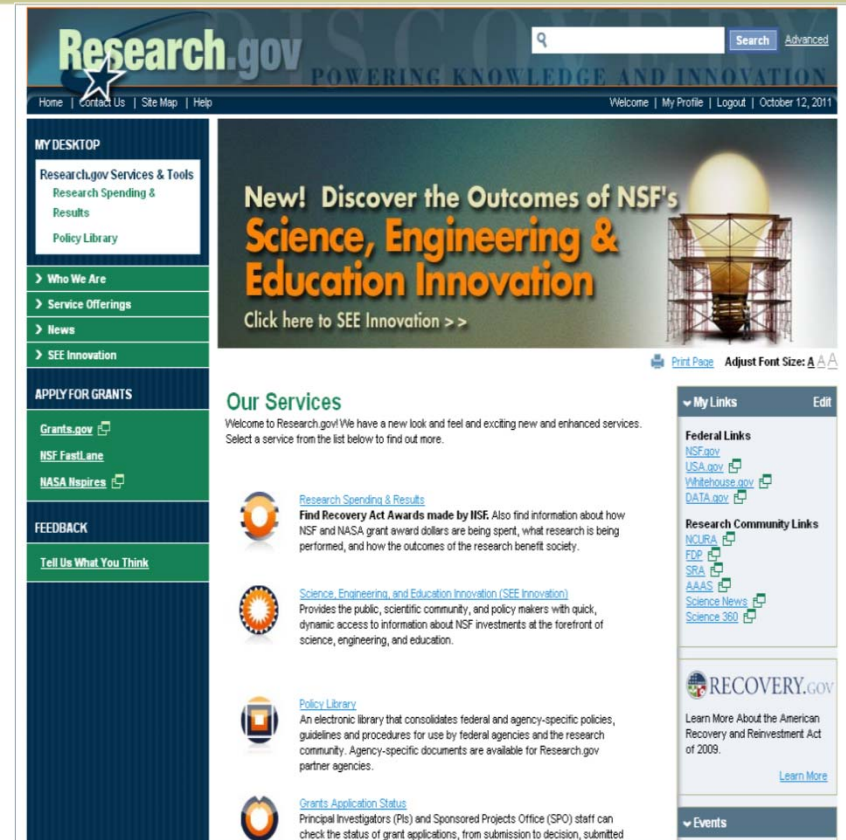 DISCOVERY
Research.gov
POWERING KNOWLEDGE AND INNOVATION
Search
Advanced
Home | Contact Us | Site Map | Help
Welcome | My Profile | Logout | October 12, 2011
MY DESKTOP
Research.gov Services & Tools
Research Spending &
Results
Policy Library
> Who We Are
> Service Offerings
> News
> SEE Innovation
APPLY FOR GRANTS
Grants.gov
NSF FastLane
NASA Nspires
FEEDBACK
Tell Us What You Think
New! Discover the Outcomes of NSF's
Science, Engineering &
Education Innovation
Click here to SEE Innovation >>
Print Page Adjust Font Size: A A A
Our Services
Welcome to Research.gov! We have a new look and feel and exciting new and enhanced services.
Select a service from the list below to find out more.
Research Spending & Results
Find Recovery Act Awards made by NSF. Also find information about how
NSF and NASA grant award dollars are being spent, what research is being
performed, and how the outcomes of the research benefit society.
Science, Engineering, and Education Innovation (SEE Innovation)
Provides the public, scientific community, and policy makers with quick,
dynamic access to information about NSF investments at the forefront of
science, engineering, and education.
Policy Library
An electronic library that consolidates federal and agency-specific policies,
guidelines and procedures for use by federal agencies and the research
community. Agency-specific documents are available for Research.gov
partner agencies.
Grants Application Status
Principal Investigators (PIs) and Sponsored Projects Office (SPO) staff can
check the status of grant applications, from submission to decision, submitted
My Links Edit
Federal Links
NSF.gov
USA.gov
Whitehouse.gov
DATA.gov
Research Community Links
NCURA
FDP
SRA
AAAS
Science News
Science 360
RECOVERY.GOV
Learn More About the American
Recovery and Reinvestment Act
of 2009.
Learn More
Events